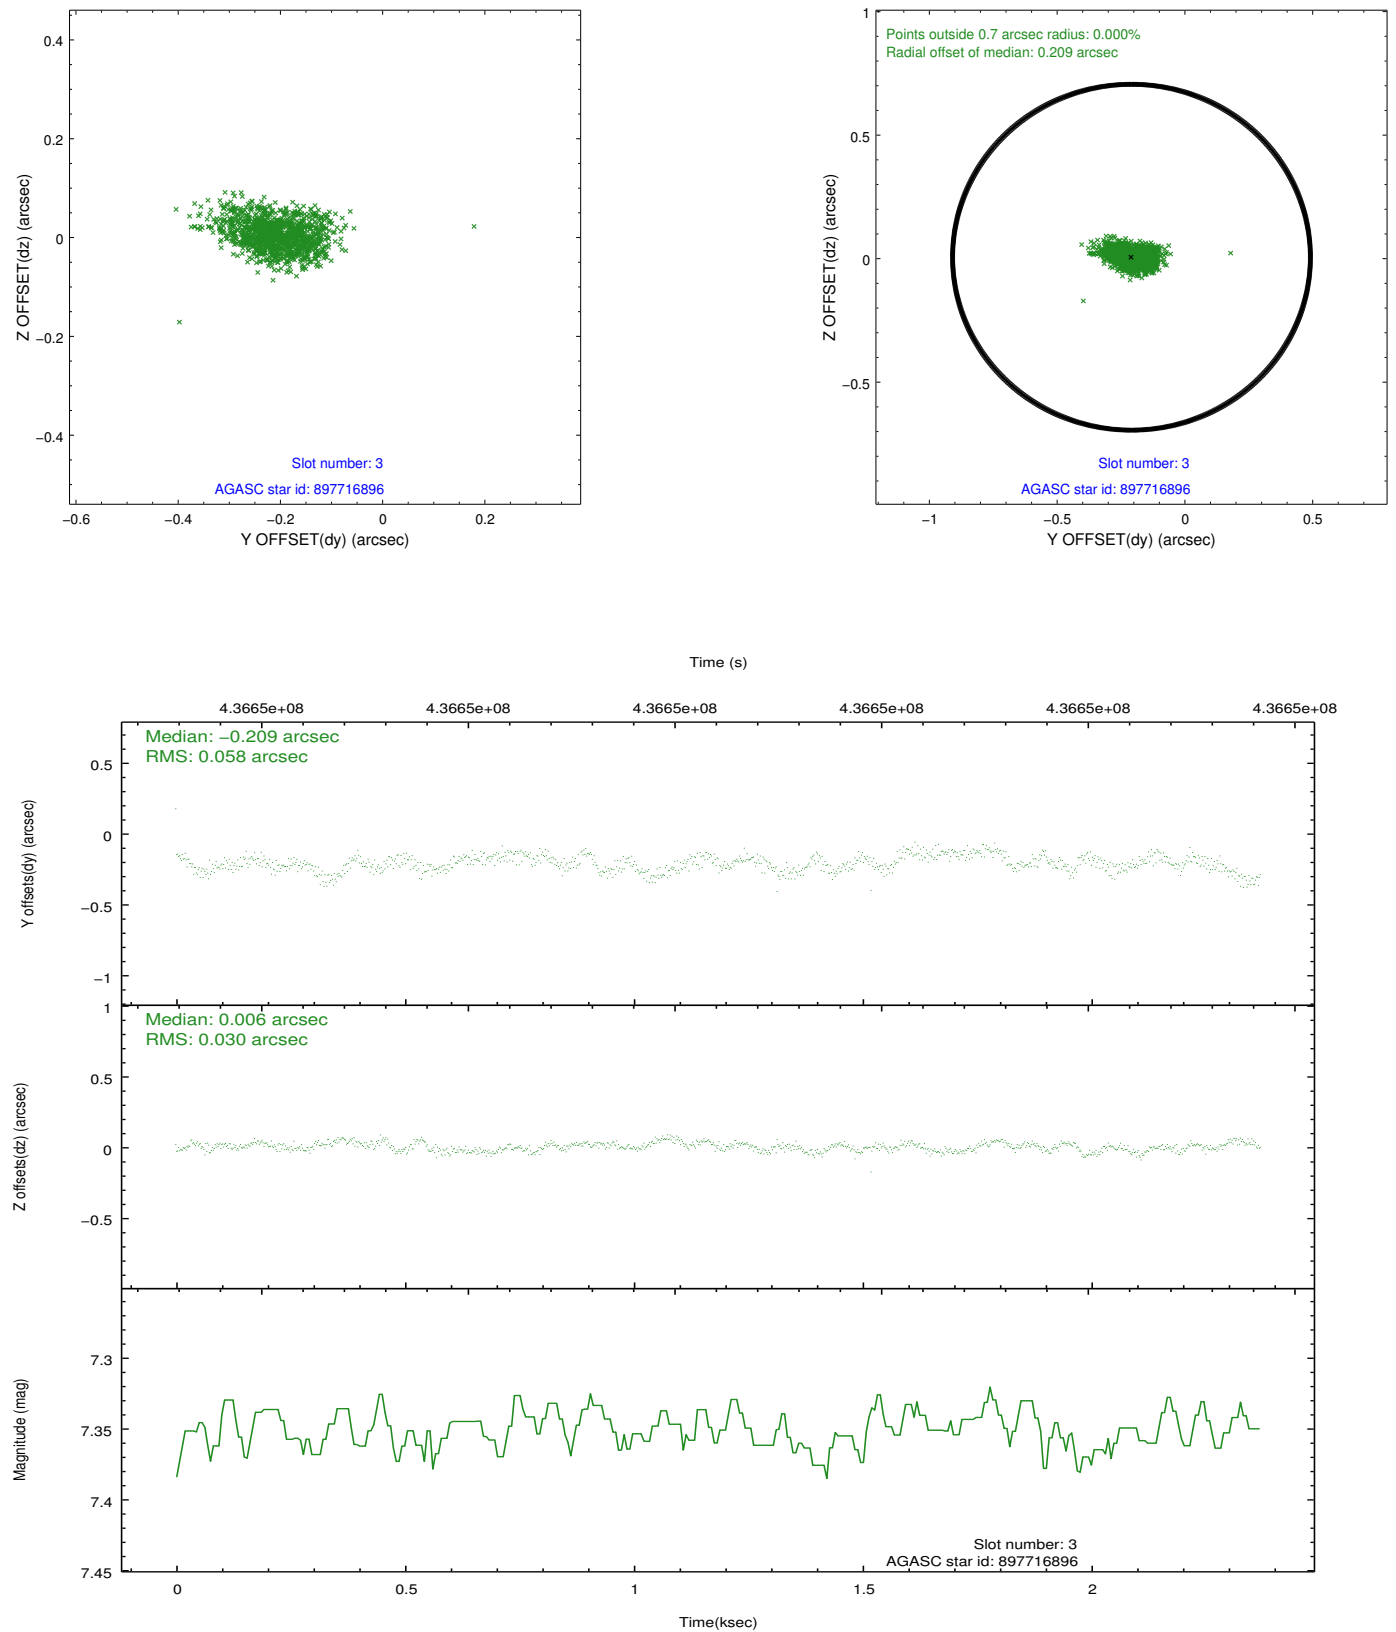 0.4
0.2
0
−0.2
−0.4
Z OFFSET(dz) (arcsec)
Slot number: 3
AGASC star id: 897716896
−0.6
−0.4
−0.2
0
0.2
Y OFFSET(dy) (arcsec)
Points outside 0.7 arcsec radius: 0.000%
Radial offset of median: 0.209 arcsec
1
0.5
0
−0.5
Z OFFSET(dz) (arcsec)
Slot number: 3
AGASC star id: 897716896
−1
−0.5
0
0.5
Y OFFSET(dy) (arcsec)
Time (s)
4.3665e+08
4.3665e+08
4.3665e+08
4.3665e+08
4.3665e+08
4.3665e+08
Median: −0.209 arcsec
RMS: 0.058 arcsec
0.5
0
−0.5
−1
Y offsets(dy) (arcsec)
Median: 0.006 arcsec
RMS: 0.030 arcsec
1
0.5
0
−0.5
Z offsets(dz) (arcsec)
7.3
7.35
7.4
7.45
Magnitude (mag)
Slot number: 3
AGASC star id: 897716896
0
0.5
1
1.5
2
Time(ksec)